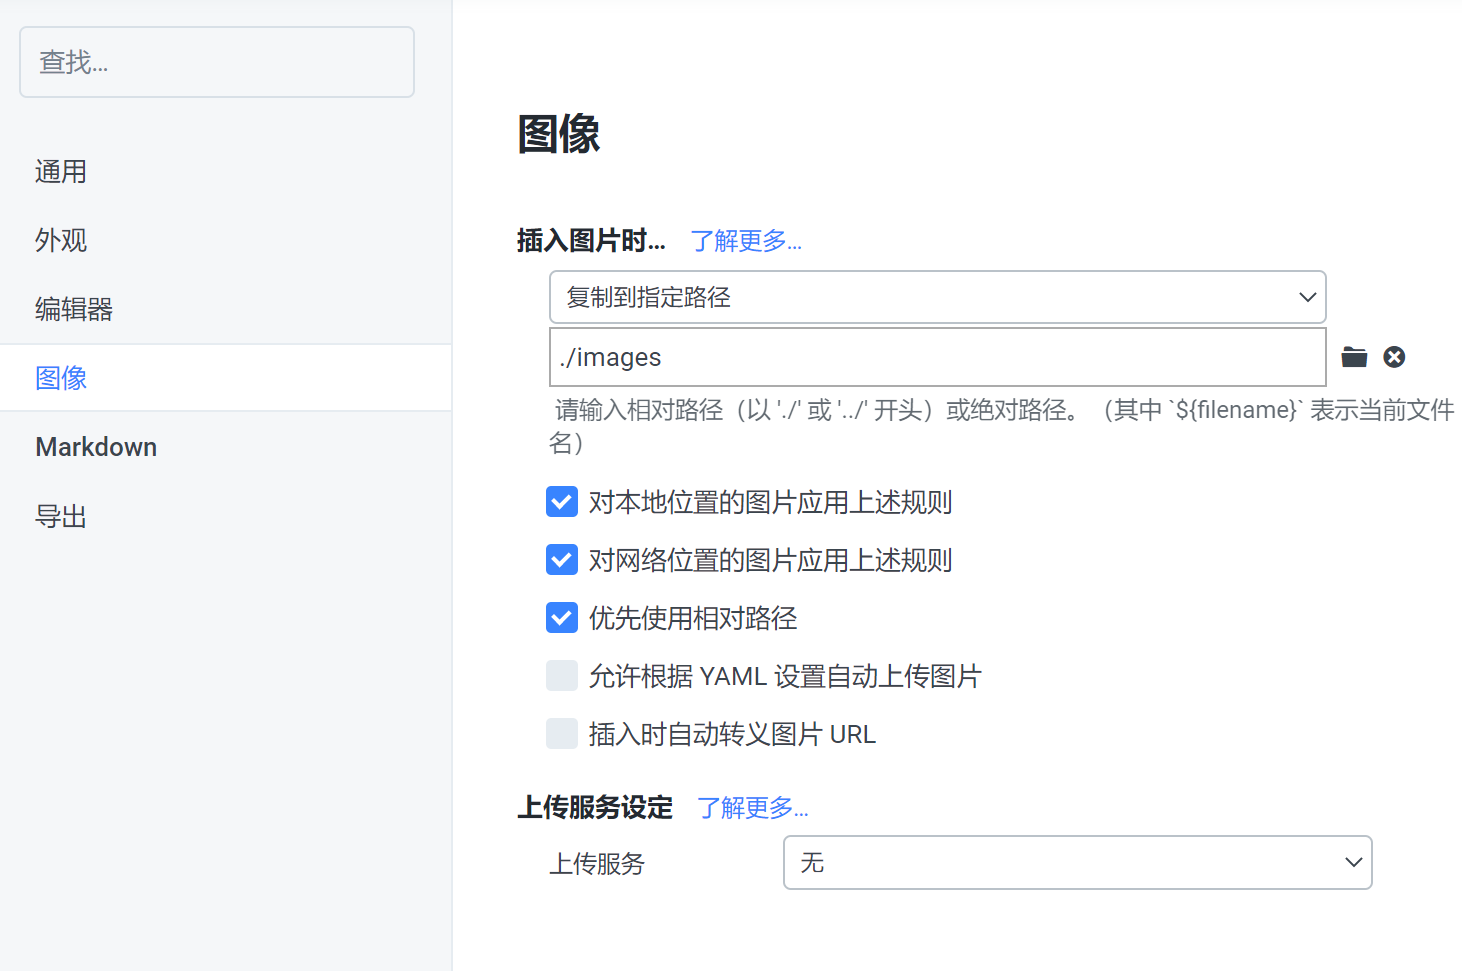 查找...
通用
外观
编辑器
图像
Markdown
导出
图像
插入图片时... 了解更多...
复制到指定路径
./images
请输入相对路径（以 './' 或 '../' 开头）或绝对路径。（其中 `${filename}` 表示当前文件
名）
对本地位置的图片应用上述规则
对网络位置的图片应用上述规则
优先使用相对路径
允许根据 YAML 设置自动上传图片
插入时自动转义图片 URL
上传服务设定 了解更多...
上传服务 无